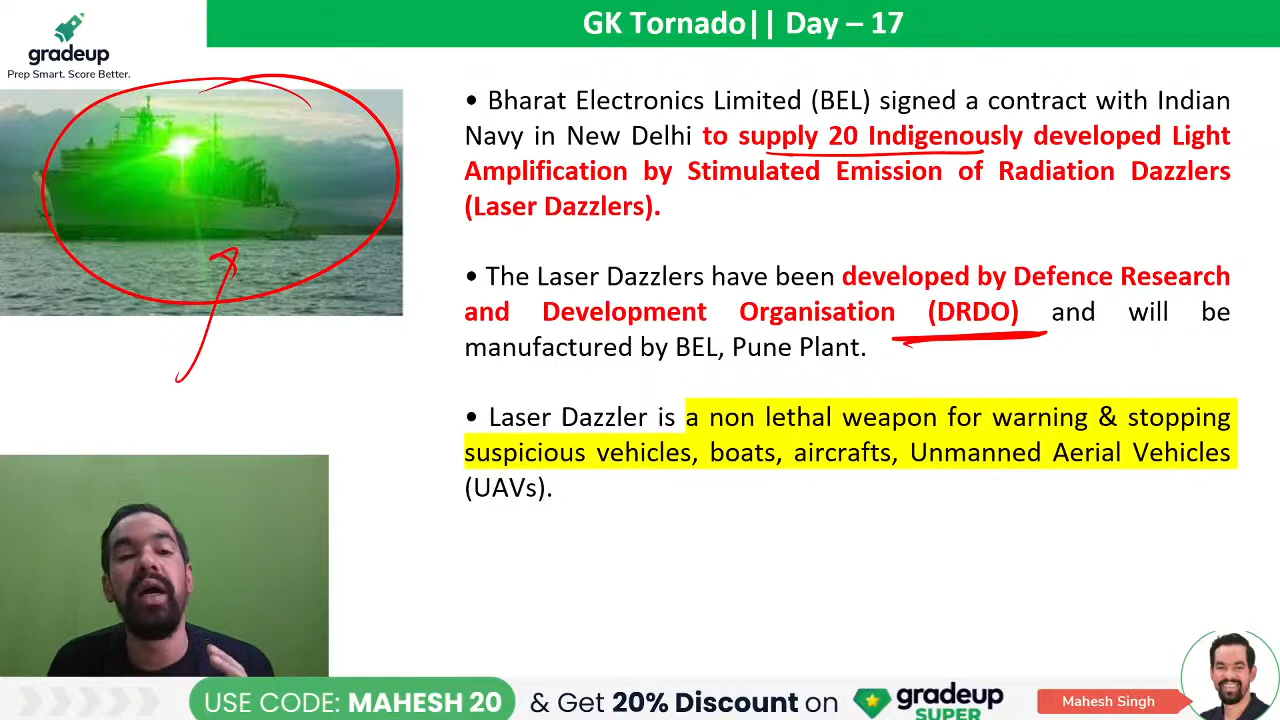 gradeup
Prep Smart. Score Better.
GK Tornado|| Day – 17
• Bharat Electronics Limited (BEL) signed a contract with Indian
Navy in New Delhi to supply 20 Indigenously developed Light
Amplification by Stimulated Emission of Radiation Dazzlers
(Laser Dazzlers).
• The Laser Dazzlers have been developed by Defence Research
and Development Organisation (DRDO) and will be
manufactured by BEL, Pune Plant.
• Laser Dazzler is a non lethal weapon for warning & stopping
suspicious vehicles, boats, aircrafts, Unmanned Aerial Vehicles
(UAVs).
USE CODE: MAHESH 20 & Get 20% Discount on gradeup
SUPER
Mahesh Singh